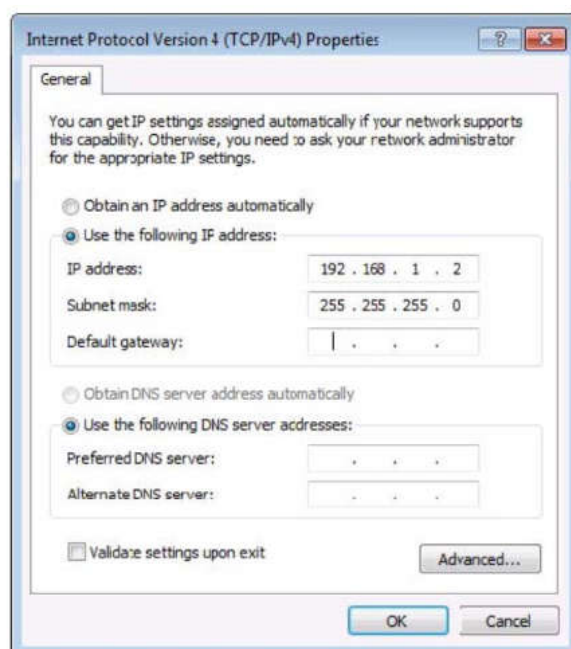 Internet Protocol Version 4 (TCP/IPv4) Properties
General
You can get IP settings assigned automatically if your network supports
this capability. Otherwise, you need to ask your network administrator
for the appropriate IP settings.
Obtain an IP address automatically
Use the following IP address:
IP address: 192 . 168 . 1 . 2
Subnet mask: 255 . 255 . 255 . 0
Default gateway: . . .
Obtain DNS server address automatically
Use the following DNS server addresses:
Preferred DNS server: . . .
Alternate DNS server: . . .
Validate settings upon exit
Advanced...
OK Cancel